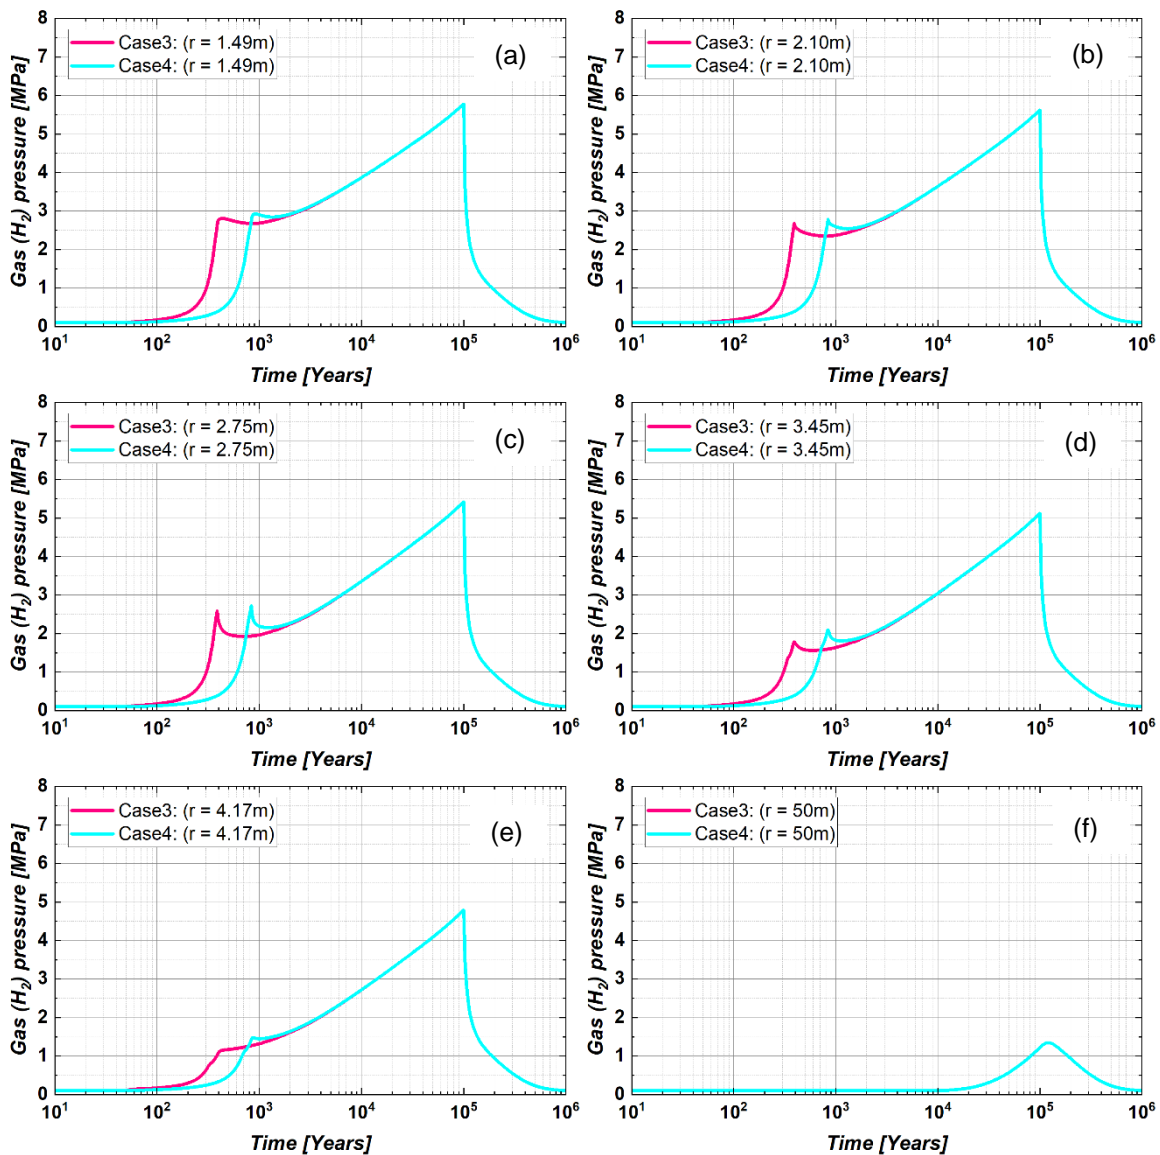 Gas (H2) pressure [MPa]
8
7
6
5
4
3
2
1
0
Case3: (r = 1.49m)
Case4: (r = 1.49m)
(a)
10^1 10^2 10^3 10^4 10^5 10^6
Time [Years]
Gas (H2) pressure [MPa]
8
7
6
5
4
3
2
1
0
Case3: (r = 2.10m)
Case4: (r = 2.10m)
(b)
10^1 10^2 10^3 10^4 10^5 10^6
Time [Years]
Gas (H2) pressure [MPa]
8
7
6
5
4
3
2
1
0
Case3: (r = 2.75m)
Case4: (r = 2.75m)
(c)
10^1 10^2 10^3 10^4 10^5 10^6
Time [Years]
Gas (H2) pressure [MPa]
8
7
6
5
4
3
2
1
0
Case3: (r = 3.45m)
Case4: (r = 3.45m)
(d)
10^1 10^2 10^3 10^4 10^5 10^6
Time [Years]
Gas (H2) pressure [MPa]
8
7
6
5
4
3
2
1
0
Case3: (r = 4.17m)
Case4: (r = 4.17m)
(e)
10^1 10^2 10^3 10^4 10^5 10^6
Time [Years]
Gas (H2) pressure [MPa]
8
7
6
5
4
3
2
1
0
Case3: (r = 50m)
Case4: (r = 50m)
(f)
10^1 10^2 10^3 10^4 10^5 10^6
Time [Years]